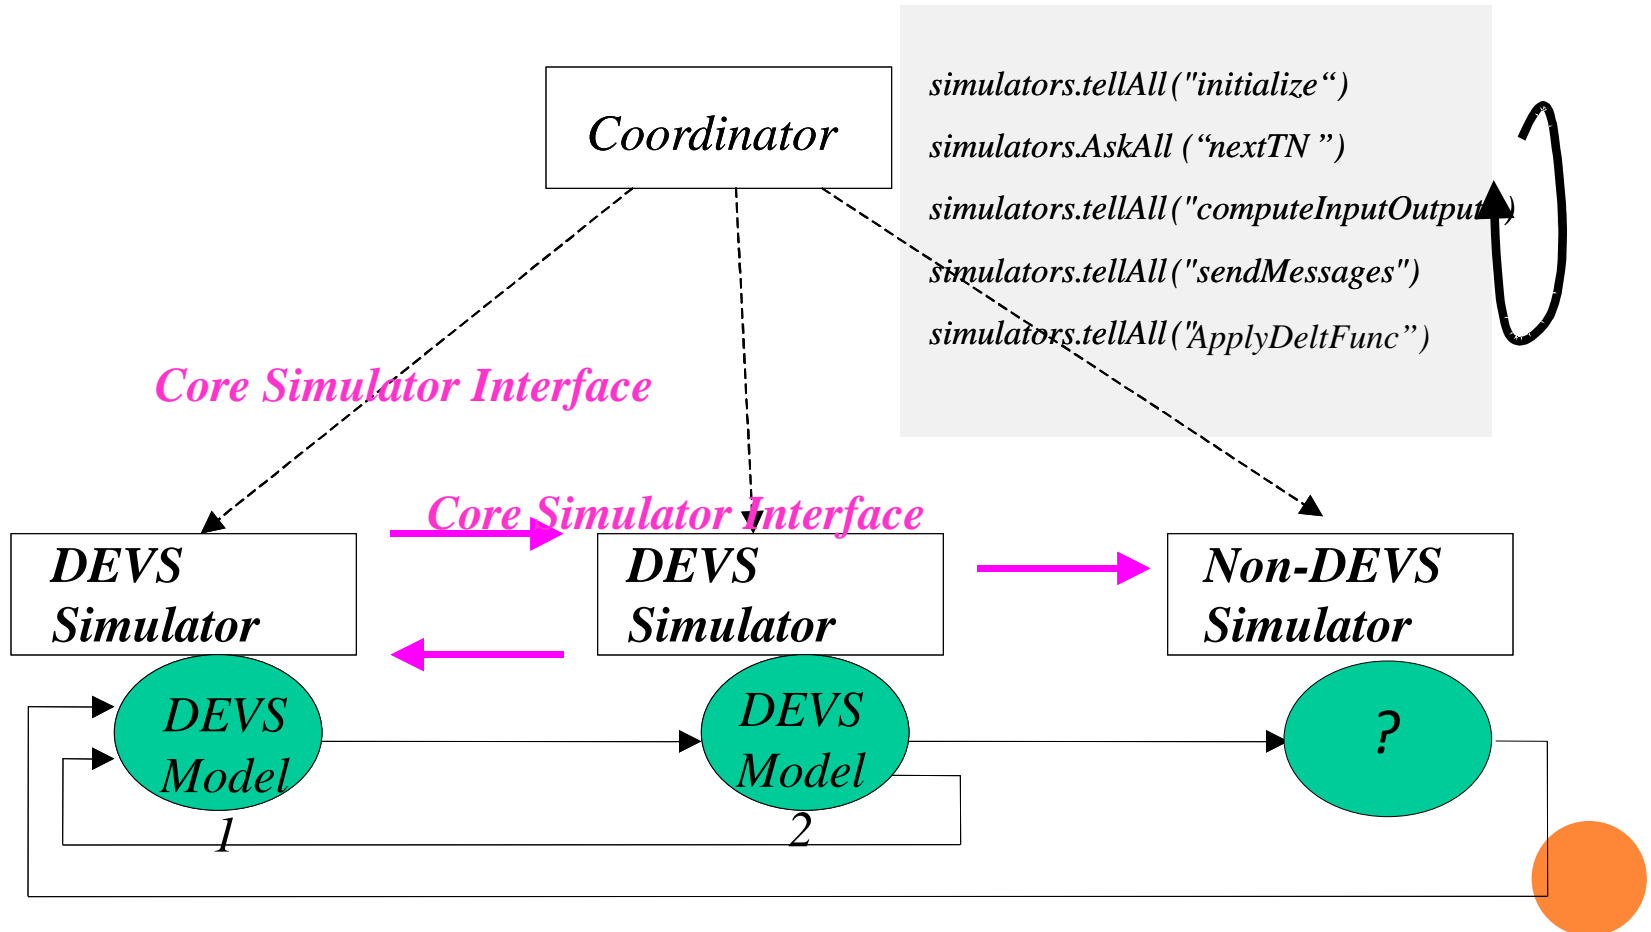 Coordinator
simulators.tellAll("initialize“)
simulators.AskAll (“nextTN ”)
simulators.tellAll("computeInputOutput )
simulators.tellAll("sendMessages")
simulators.tellAll("ApplyDeltFunc”)
Core Simulator Interface
Core Simulator Interface
DEVS
Simulator
DEVS
Simulator
Non-DEVS
Simulator
DEVS
Model
1
DEVS
Model
2
?